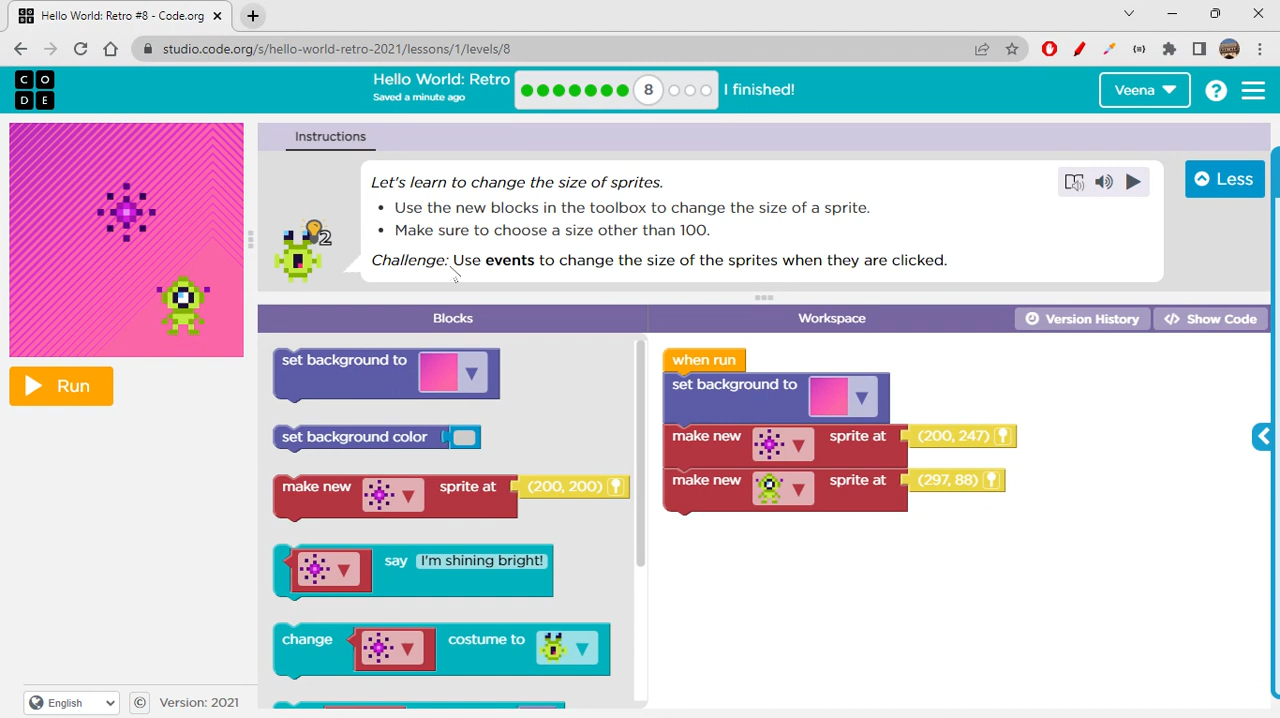 Hello World: Retro #8 - Code.org
studio.code.org/s/hello-world-retro-2021/lessons/1/levels/8
C O
D E
Hello World: Retro
Saved a minute ago
8
I finished!
Veena
?
Instructions
Let's learn to change the size of sprites.
• Use the new blocks in the toolbox to change the size of a sprite.
• Make sure to choose a size other than 100.
Challenge: Use events to change the size of the sprites when they are clicked.
2
Less
Blocks
Workspace
Version History
Show Code
set background to
set background color
make new sprite at (200, 200)
say I'm shining bright!
change costume to
when run
set background to
make new sprite at (200, 247)
make new sprite at (297, 88)
Run
English
© Version: 2021